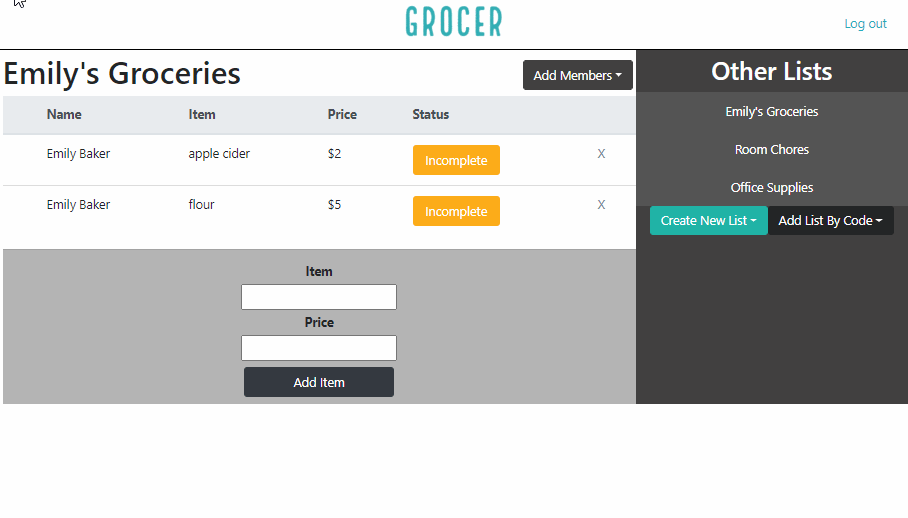 GROCER
Log out
Emily's Groceries
Add Members
Name Item Price Status
Emily Baker apple cider $2 Incomplete X
Emily Baker flour $5 Incomplete X
Item
Price
Add Item
Other Lists
Emily's Groceries
Room Chores
Office Supplies
Create New List Add List By Code